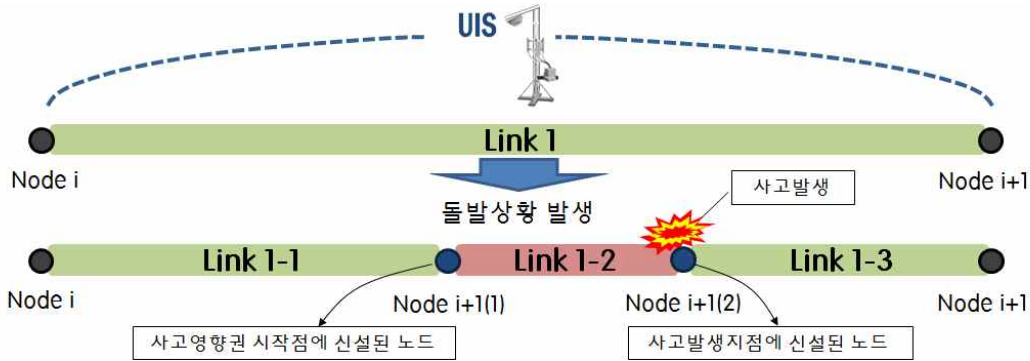 UIS
Link 1
Node i
Node i+1
사고발생
돌발상황 발생
Link 1-1
Link 1-2
Link 1-3
Node i
Node i+1(1)
Node i+1(2)
Node i+1
사고영향권 시작점에 신설된 노드
사고발생지점에 신설된 노드